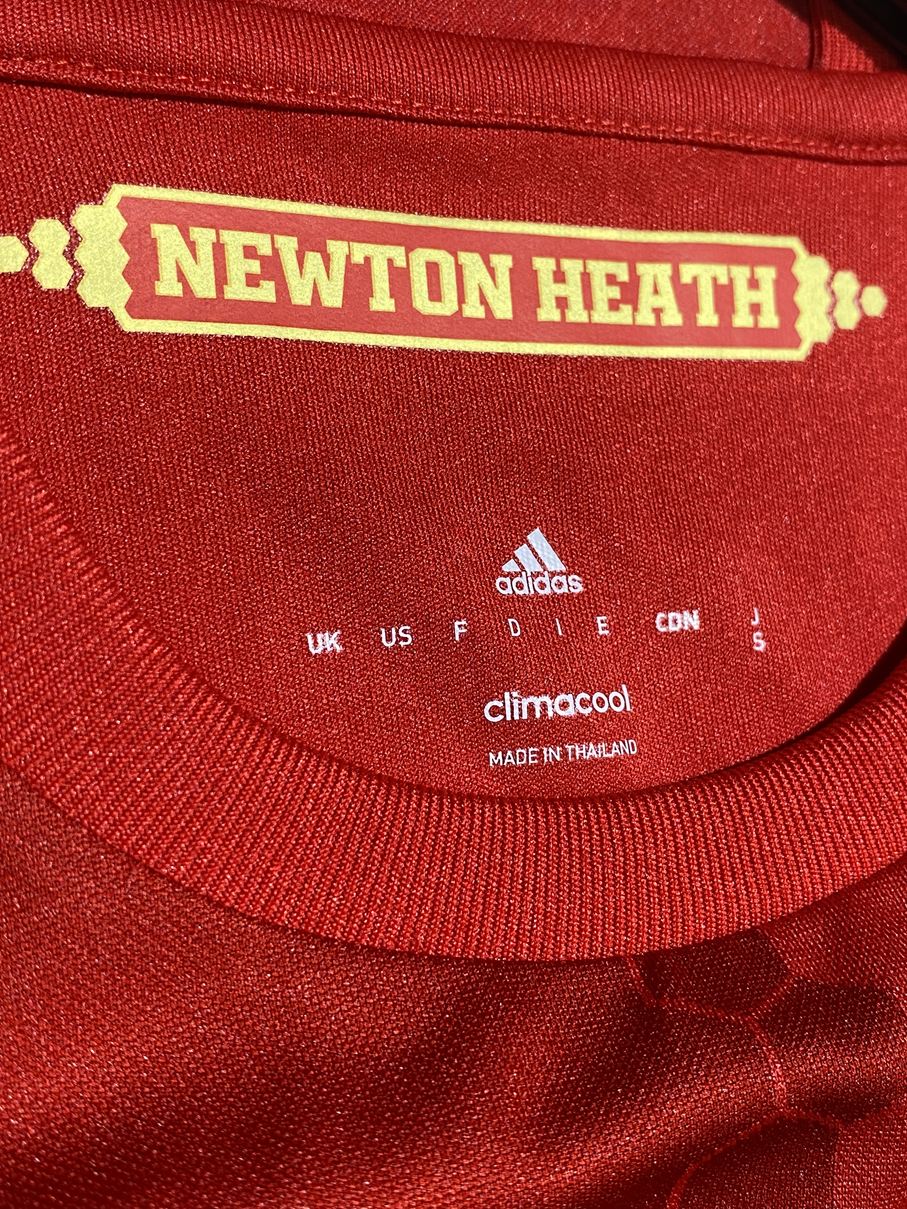 NEWTON HEATH
adidas
UK US F D I E CDN J
S
climacool
MADE IN THAILAND